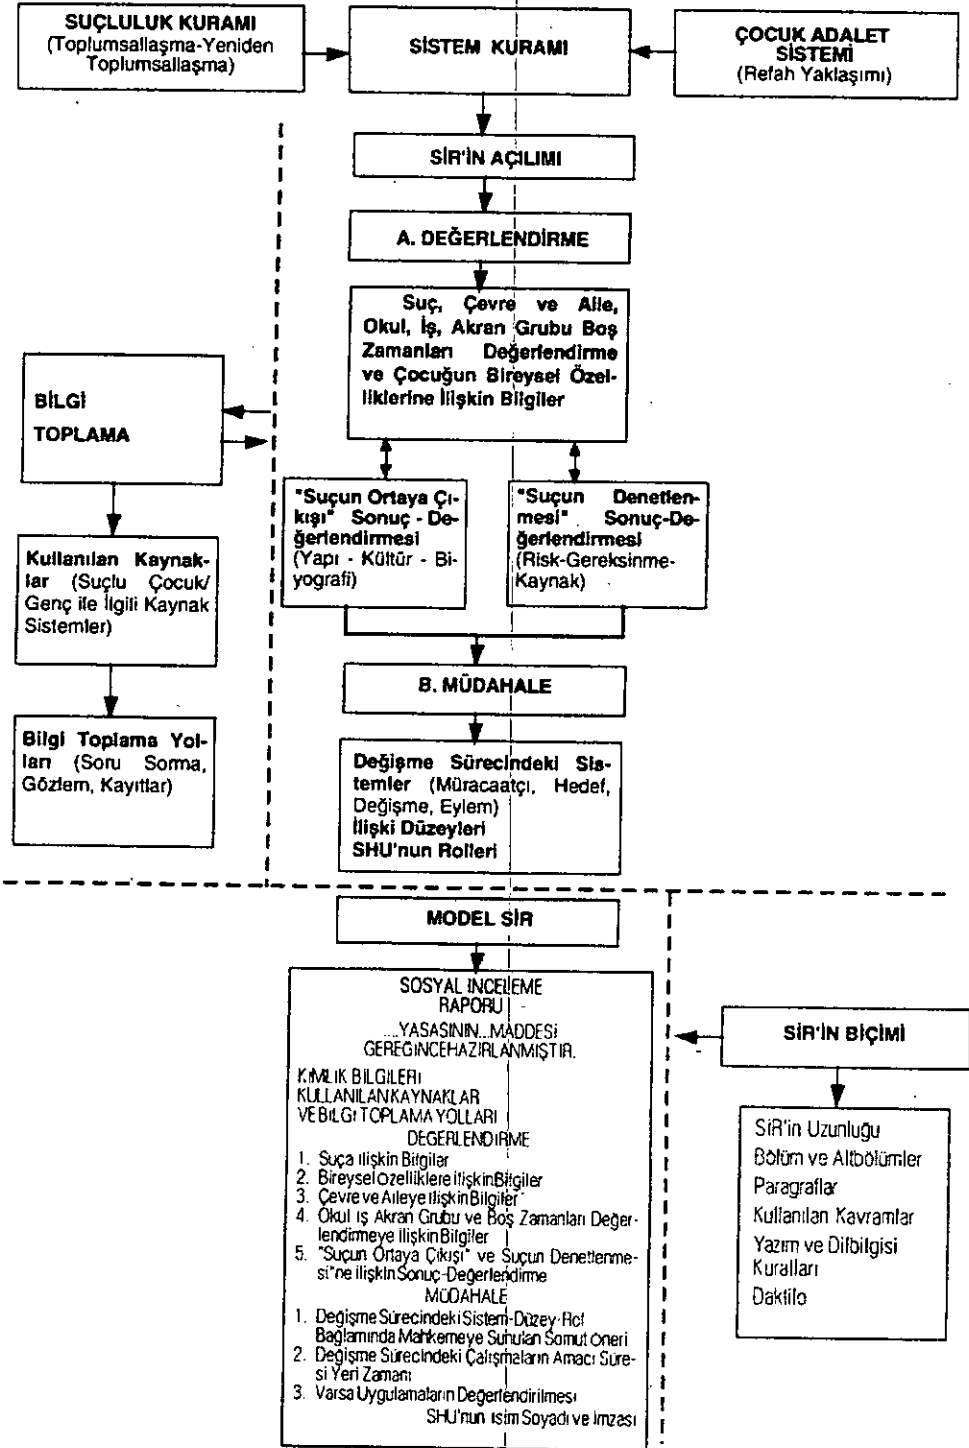 SUÇLULUK KURAMI
(Toplumsallaşma-Yeniden
Toplumsallaşma)
SİSTEM KURAMI
ÇOCUK ADALET
SİSTEMİ
(Refah Yaklaşımı)
SİR'İN AÇILIMI
A. DEĞERLENDİRME
Suç, Çevre ve Aile,
Okul, İş, Akran Grubu Boş
Zamanları Değerlendirme
ve Çocuğun Bireysel Özel-
liklerine İlişkin Bilgiler
BİLGİ
TOPLAMA
"Suçun Ortaya Çı-
kışı" Sonuç - De-
ğerlendirmesi
(Yapı - Kültür - Bi-
yografi)
"Suçun Denetlen-
mesi" Sonuç-De-
ğerlendirmesi
(Risk-Gereksinme-
Kaynak)
Kullanılan Kaynak-
lar (Suçlu Çocuk/
Genç ile İlgili Kaynak
Sistemler)
B. MÜDAHALE
Bilgi Toplama Yol-
ları (Soru Sorma,
Gözlem, Kayıtlar)
Değişme Sürecindeki Sis-
temler (Müracaatçı, Hedef,
Değişme, Eylem)
İlişki Düzeyleri
SHU'nun Rolleri
MODEL SİR
SOSYAL İNCELEME
RAPORU
...YASASININ...MADDESİ
GEREĞİNCE HAZIRLANMIŞTIR.
KİMLİK BİLGİLERİ
KULLANILAN KAYNAKLAR
VE BİLGİ TOPLAMA YOLLARI
DEĞERLENDİRME
1. Suça İlişkin Bilgiler
2. Bireysel Özelliklere İlişkin Bilgiler
3. Çevre ve Aileye İlişkin Bilgiler
4. Okul İş Akran Grubu ve Boş Zamanları Değer-
lendirmeye İlişkin Bilgiler
5. "Suçun Ortaya Çıkışı" ve Suçun Denetlenme-
si"ne İlişkin Sonuç-Değerlendirme
MÜDAHALE
1. Değişme Sürecindeki Sistem-Düzey-Rol
Bağlamında Mahkemeye Sunulan Somut Öneri
2. Değişme Sürecindeki Çalışmaların Amacı Süre-
si Yeri Zamanı
3. Varsa Uygulamaların Değerlendirilmesi
SHU'nun İsim Soyadı ve İmzası
SİR'İN BİÇİMİ
SİR'in Uzunluğu
Bölüm ve Altbölümler
Paragraflar
Kullanılan Kavramlar
Yazım ve Dilbilgisi
Kuralları
Daktilo